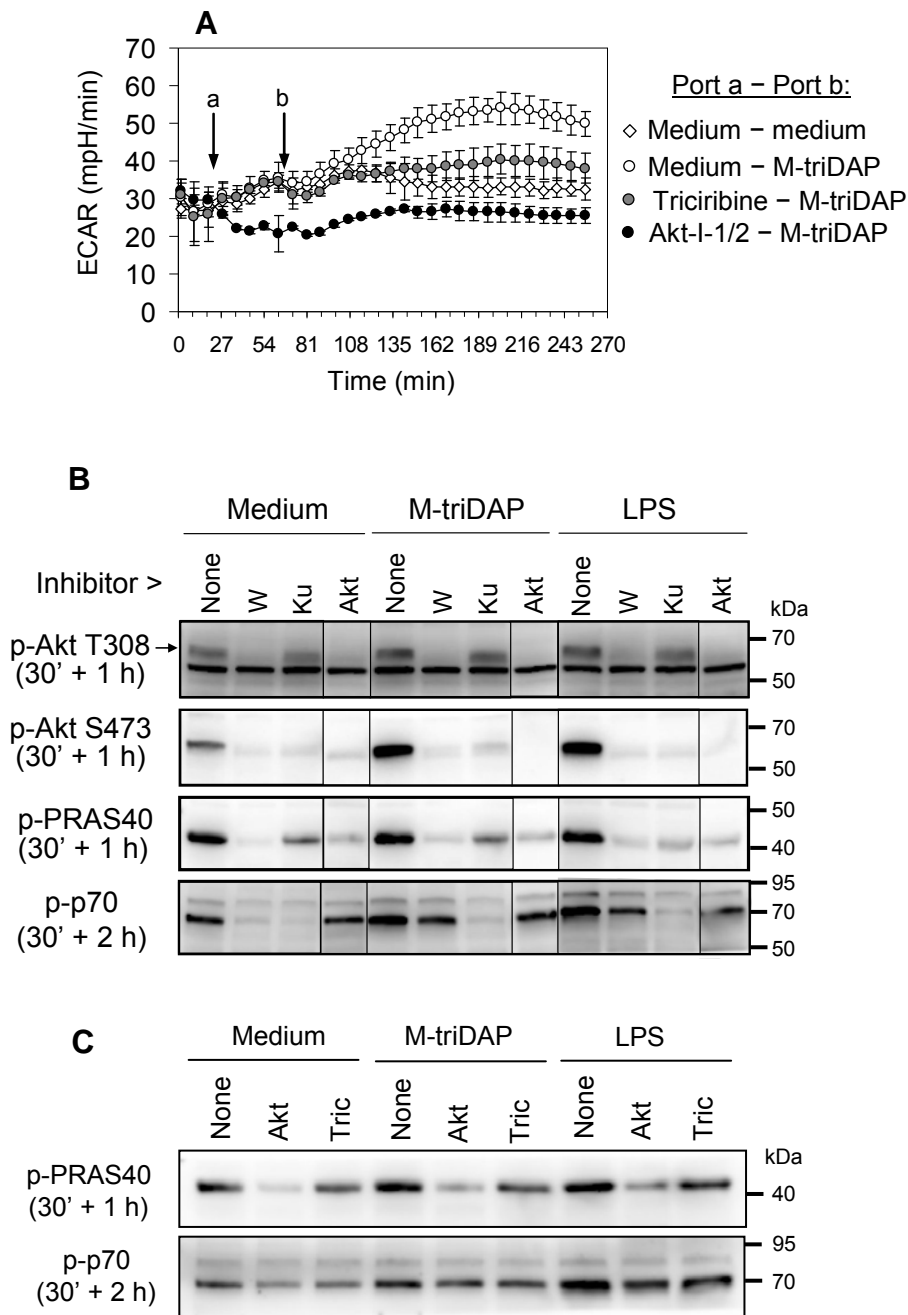 A
70
60
50
40
30
20
10
0
ECAR (mpH/min)
a
b
0 27 54 81 108 135 162 189 216 243 270
Time (min)
Port a − Port b:
Medium − medium
Medium − M-triDAP
Triciribine − M-triDAP
Akt-I-1/2 − M-triDAP
B
Medium M-triDAP LPS
Inhibitor > None W Ku Akt None W Ku Akt None W Ku Akt
kDa
p-Akt T308
(30' + 1 h)
70
50
p-Akt S473
(30' + 1 h)
70
50
p-PRAS40
(30' + 1 h)
50
40
p-p70
(30' + 2 h)
95
70
50
C
Medium M-triDAP LPS
None Akt Tric None Akt Tric None Akt Tric
kDa
p-PRAS40
(30' + 1 h)
40
p-p70
(30' + 2 h)
95
70